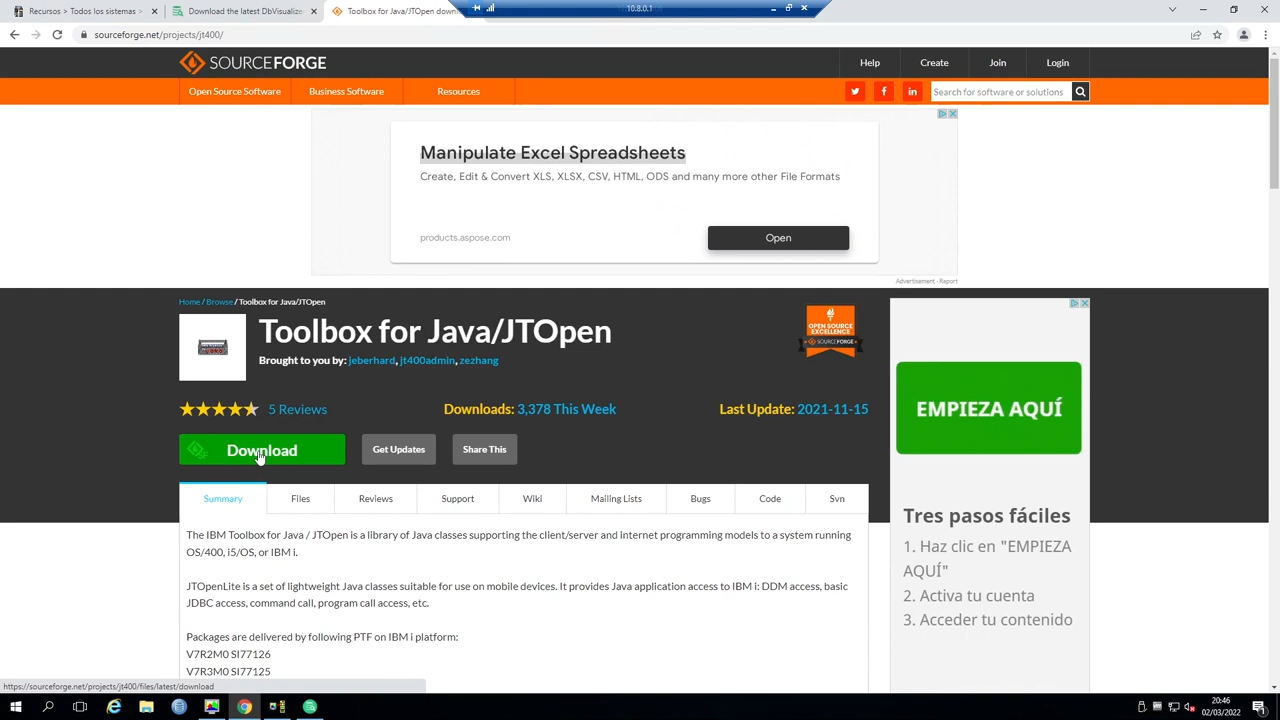 Recursos > Todos los sistemas
Download the latest DbVisualize
Toolbox for Java/JTOpen down
10.8.0.1
sourceforge.net/projects/jt400/
SOURCEFORGE
Help
Create
Join
Login
Open Source Software
Business Software
Resources
Search for software or solutions
Manipulate Excel Spreadsheets
Create, Edit & Convert XLS, XLSX, CSV, HTML, ODS and many more other File Formats
products.aspose.com
Open
Advertisement - Report
Home / Browse / Toolbox for Java/JTOpen
Toolbox for Java/JTOpen
Brought to you by: jeberhard, jt400admin, zezhang
OPEN SOURCE
EXCELLENCE
SOURCEFORGE
5 Reviews
Downloads: 3,378 This Week
Last Update: 2021-11-15
Download
Get Updates
Share This
Summary
Files
Reviews
Support
Wiki
Mailing Lists
Bugs
Code
Svn
The IBM Toolbox for Java / JTOpen is a library of Java classes supporting the client/server and internet programming models to a system running
OS/400, i5/OS, or IBM i.
JTOpenLite is a set of lightweight Java classes suitable for use on mobile devices. It provides Java application access to IBM i: DDM access, basic
JDBC access, command call, program call access, etc.
Packages are delivered by following PTF on IBM i platform:
V7R2M0 SI77126
V7R3M0 SI77125
EMPIEZA AQUÍ
Tres pasos fáciles
1. Haz clic en "EMPIEZA
AQUÍ"
2. Activa tu cuenta
3. Acceder tu contenido
https://sourceforge.net/projects/jt400/files/latest/download
20:46
02/03/2022
1